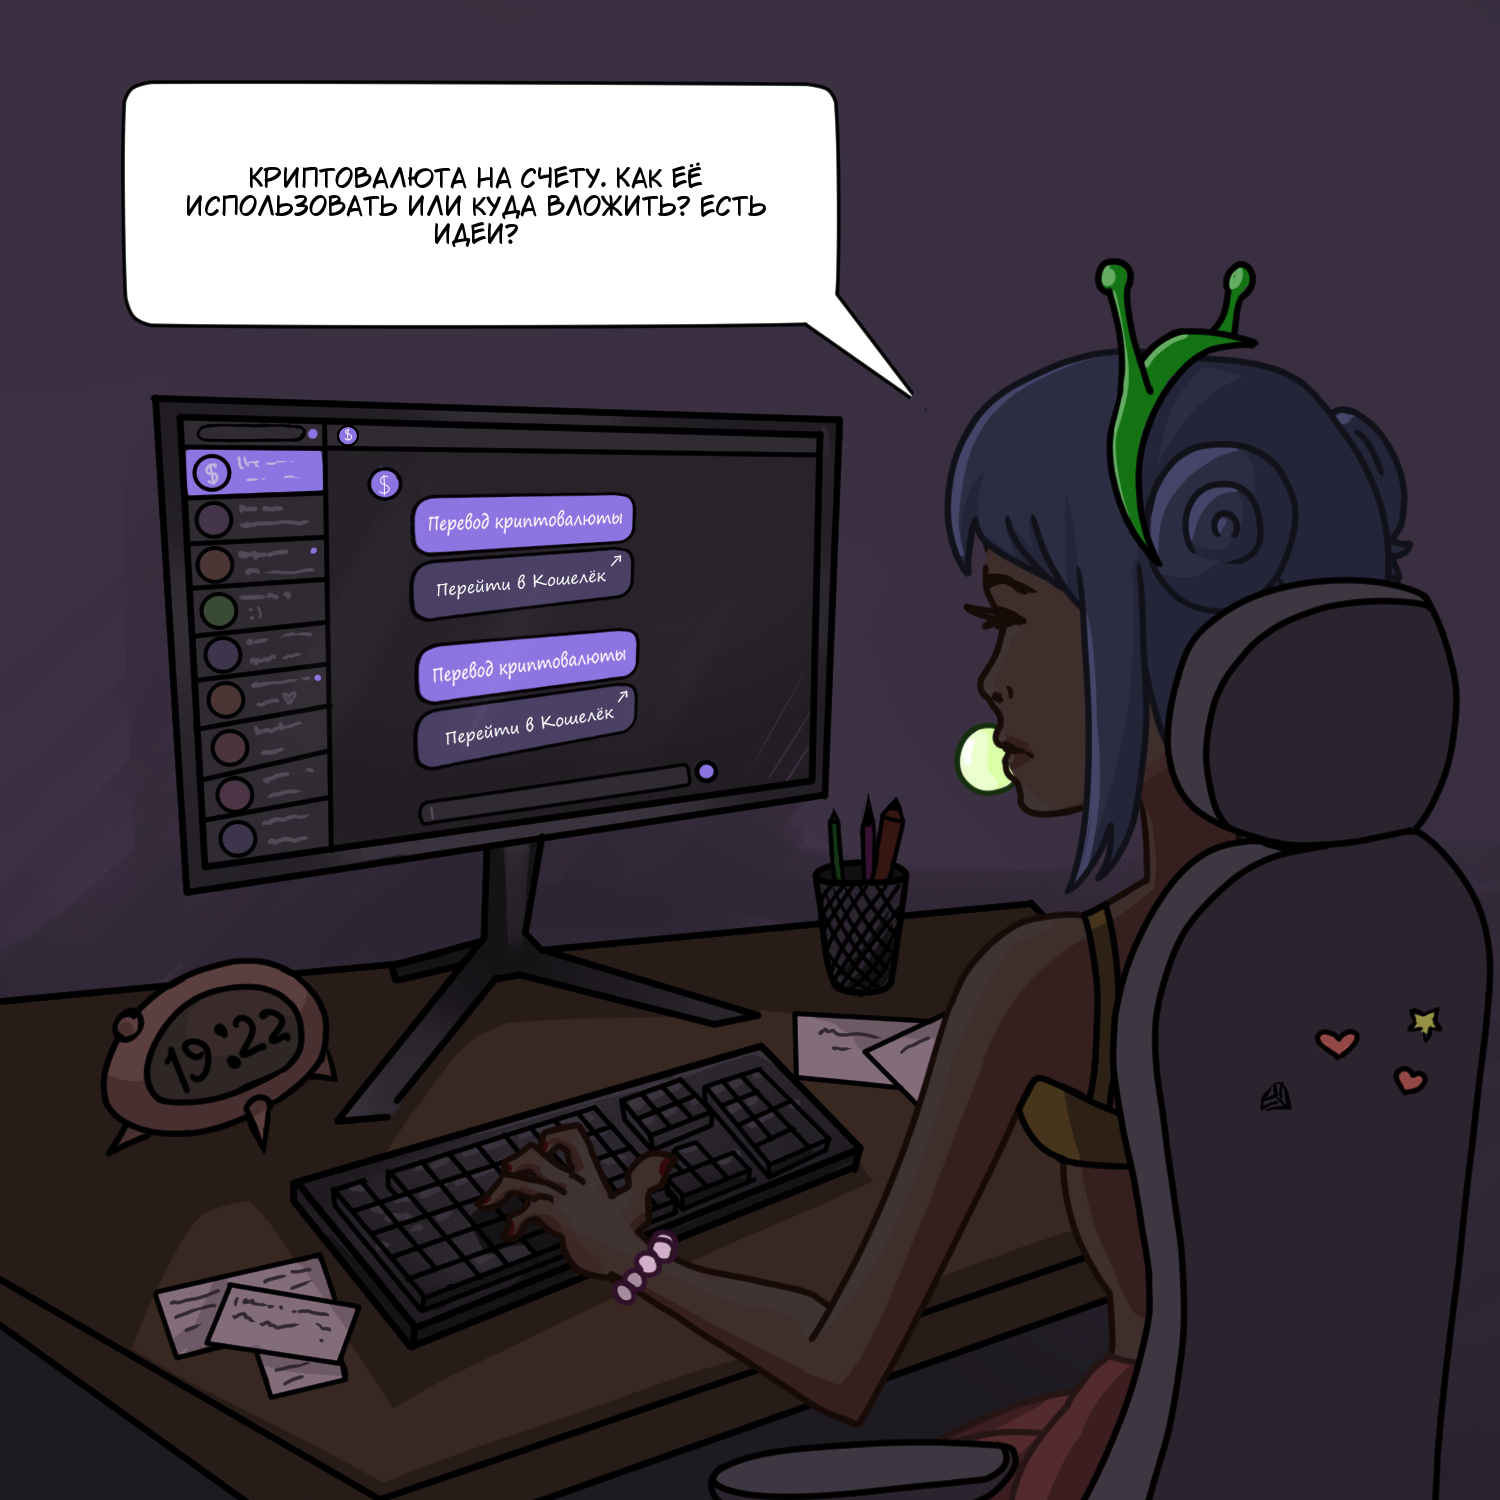 КРИПТОВАЛЮТА НА СЧЕТУ. КАК ЕЁ
ИСПОЛЬЗОВАТЬ ИЛИ КУДА ВЛОЖИТЬ? ЕСТЬ
ИДЕИ?
$
$
$
Перевод криптовалюты
Перейти в Кошелёк
:)
Перевод криптовалюты
Перейти в Кошелёк
19:22